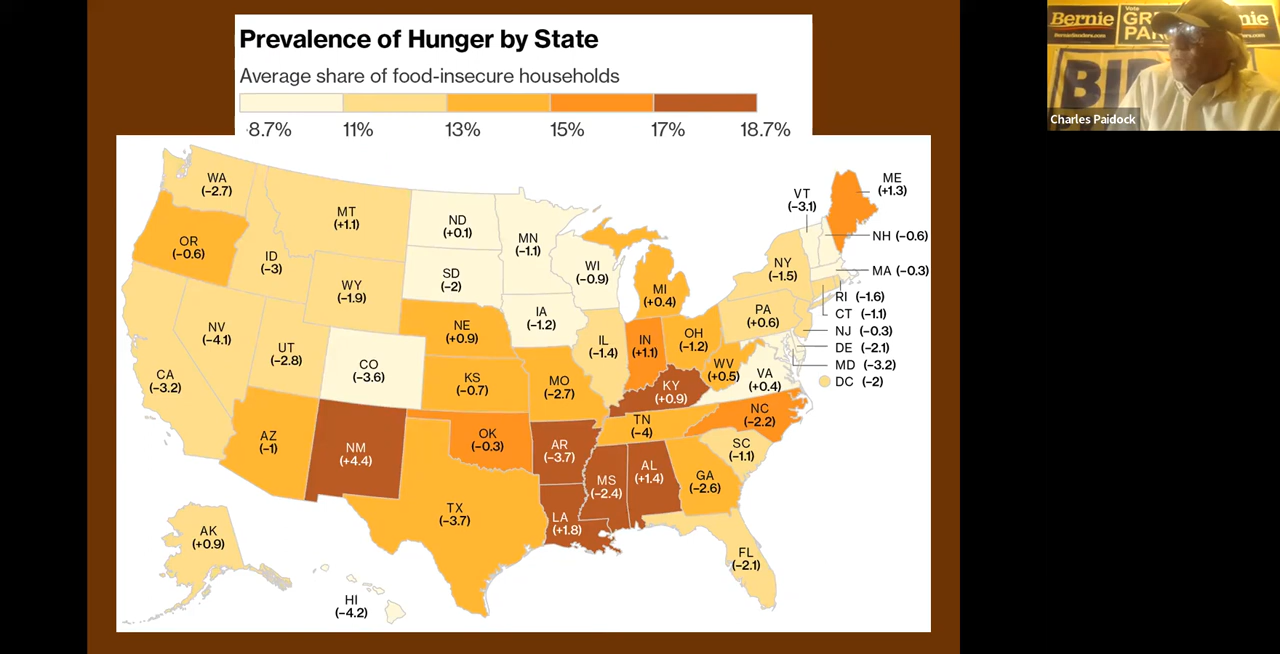 Prevalence of Hunger by State
Average share of food-insecure households
8.7% 11% 13% 15% 17% 18.7%
WA
(−2.7)
OR
(−0.6)
ID
(−3)
MT
(+1.1)
WY
(−1.9)
NV
(−4.1)
UT
(−2.8)
CA
(−3.2)
CO
(−3.6)
AZ
(−1)
NM
(+4.4)
ND
(+0.1)
SD
(−2)
NE
(+0.9)
KS
(−0.7)
OK
(−0.3)
TX
(−3.7)
MN
(−1.1)
IA
(−1.2)
MO
(−2.7)
AR
(−3.7)
LA
(+1.8)
WI
(−0.9)
IL
(−1.4)
MI
(+0.4)
IN
(+1.1)
OH
(−1.2)
KY
(+0.9)
TN
(−4)
MS
(−2.4)
AL
(+1.4)
GA
(−2.6)
FL
(−2.1)
SC
(−1.1)
NC
(−2.2)
WV
(+0.5)
VA
(+0.4)
PA
(+0.6)
NY
(−1.5)
VT
(−3.1)
ME
(+1.3)
NH (−0.6)
MA (−0.3)
RI (−1.6)
CT (−1.1)
NJ (−0.3)
DE (−2.1)
MD (−3.2)
DC (−2)
AK
(+0.9)
HI
(−4.2)
Bernie
Vote
nie
Charles Paidock